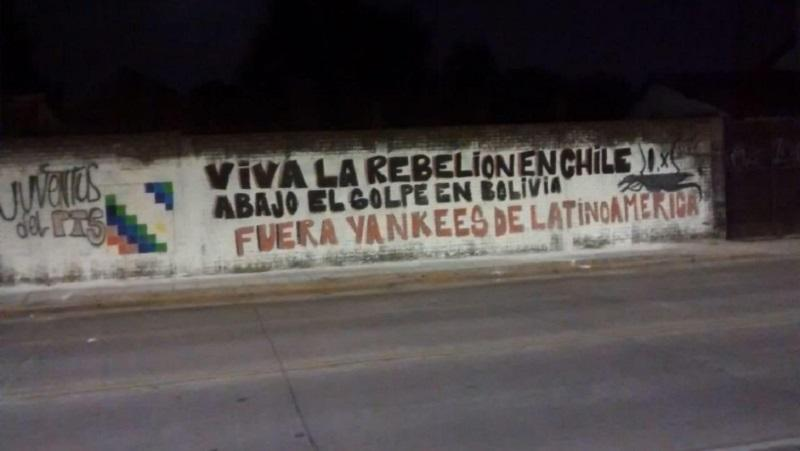 JUVENTUD
del PTS
VIVA LA REBELION EN CHILE
ABAJO EL GOLPE EN BOLIVIA
FUERA YANKEES DE LATINOAMERICA